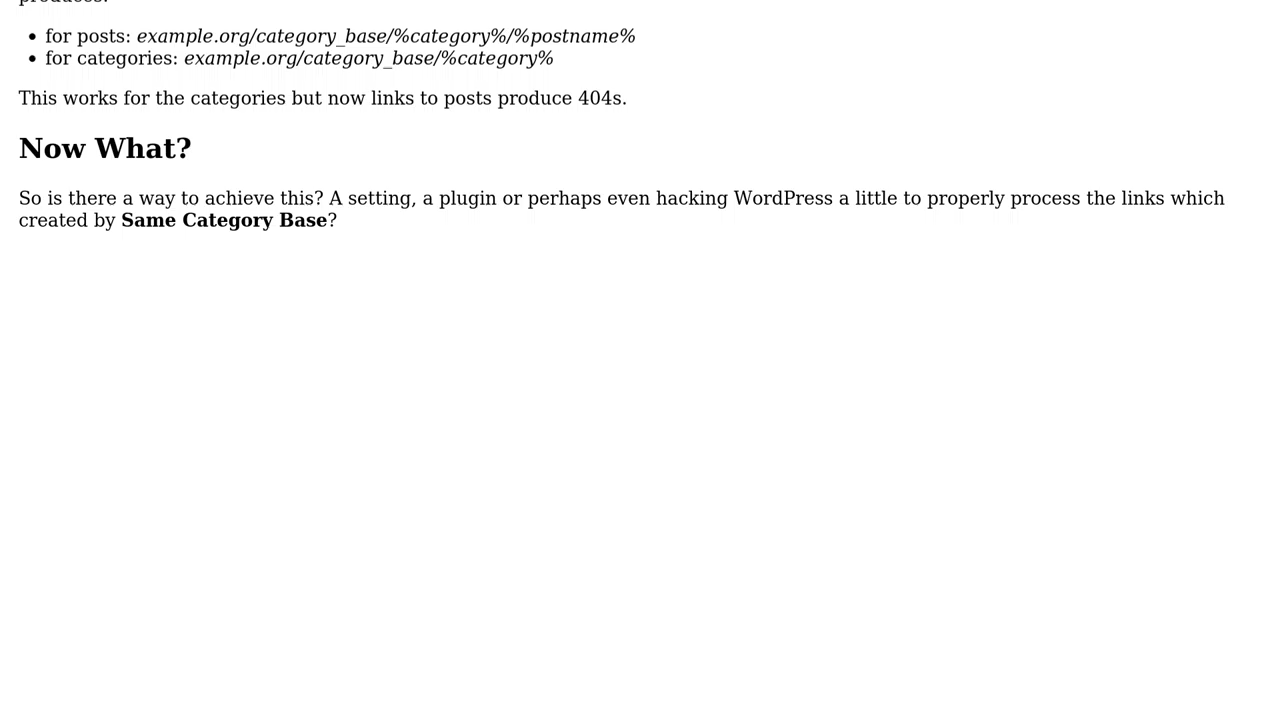 produces:
for posts: example.org/category_base/%category%/%postname%
for categories: example.org/category_base/%category%
This works for the categories but now links to posts produce 404s.
Now What?
So is there a way to achieve this? A setting, a plugin or perhaps even hacking WordPress a little to properly process the links which
created by Same Category Base?